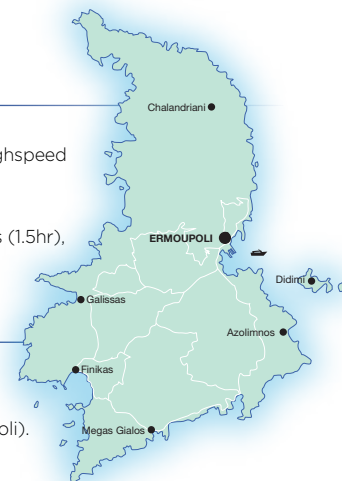 Chalandriani
ghspeed
s (1.5hr),
ERMOUPOLI
Didimi
Galissas
Azolimnos
Finikas
Megas Gialos
oli).